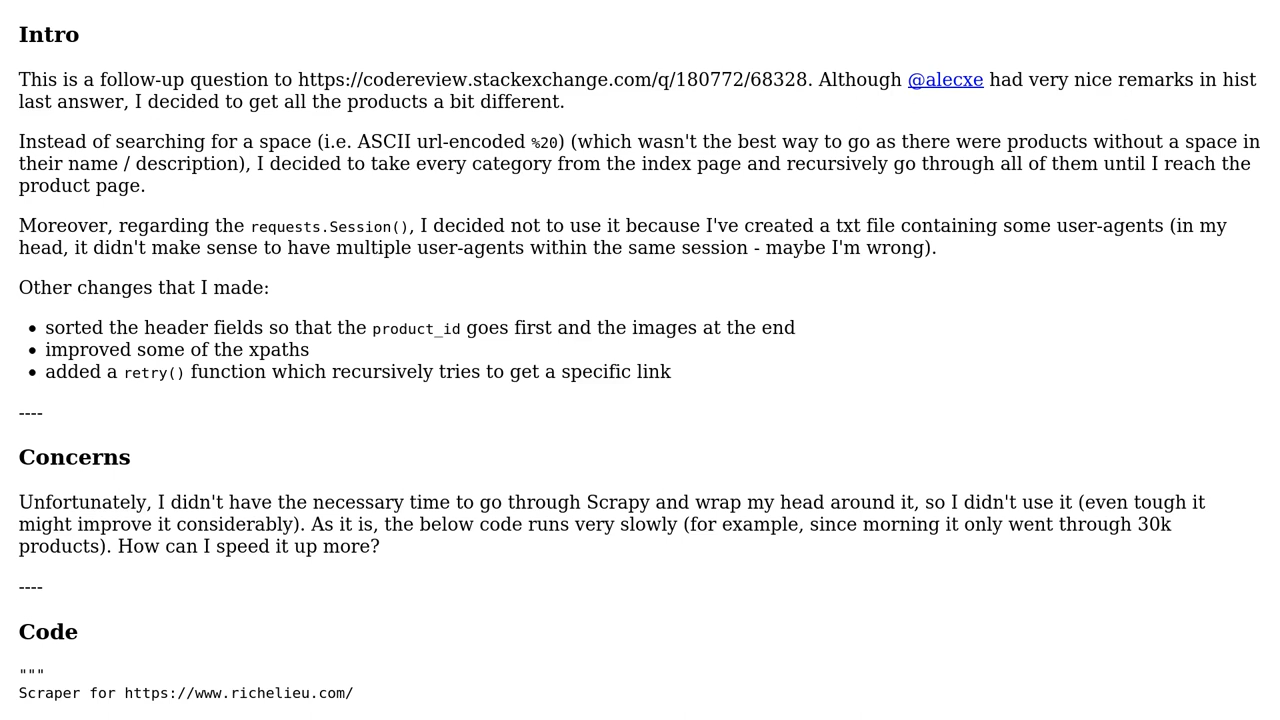 Intro
This is a follow-up question to https://codereview.stackexchange.com/q/180772/68328. Although @alecxe had very nice remarks in hist
last answer, I decided to get all the products a bit different.
Instead of searching for a space (i.e. ASCII url-encoded %20) (which wasn't the best way to go as there were products without a space in
their name / description), I decided to take every category from the index page and recursively go through all of them until I reach the
product page.
Moreover, regarding the requests.Session(), I decided not to use it because I've created a txt file containing some user-agents (in my
head, it didn't make sense to have multiple user-agents within the same session - maybe I'm wrong).
Other changes that I made:
• sorted the header fields so that the product_id goes first and the images at the end
• improved some of the xpaths
• added a retry() function which recursively tries to get a specific link
----
Concerns
Unfortunately, I didn't have the necessary time to go through Scrapy and wrap my head around it, so I didn't use it (even tough it
might improve it considerably). As it is, the below code runs very slowly (for example, since morning it only went through 30k
products). How can I speed it up more?
----
Code
"""
Scraper for https://www.richelieu.com/